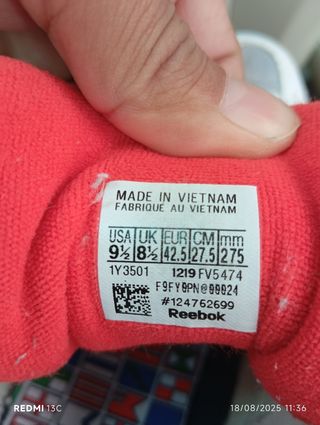 MADE IN VIETNAM
FABRIQUE AU VIETNAM
USA UK EUR CM mm
9½ 8½ 42.5 27.5 275
1Y3501 1219 FV5474
F9FY9PN@00024
#124762699
Reebok
REDMI 13C
18/08/2025 11:36